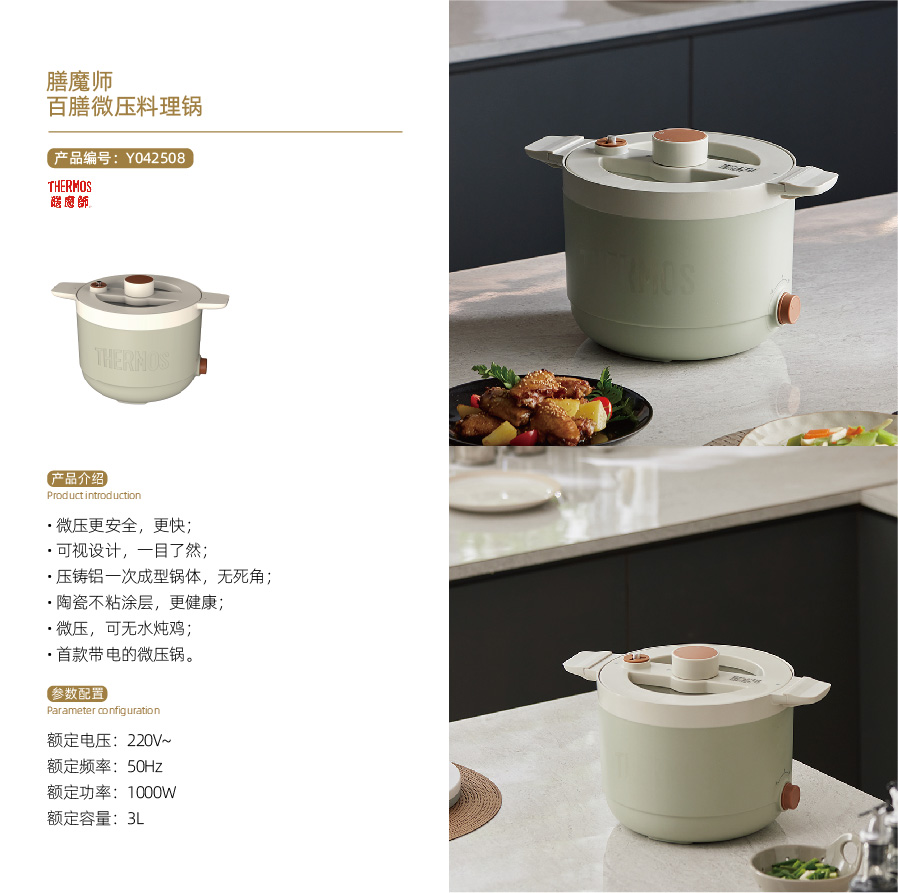 膳魔师
百膳微压料理锅
产品编号：Y042508
THERMOS
膳魔師
THERMOS
产品介绍
Product introduction
• 微压更安全，更快；
• 可视设计，一目了然；
• 压铸铝一次成型锅体，无死角；
• 陶瓷不粘涂层，更健康；
• 微压，可无水炖鸡；
• 首款带电的微压锅。
参数配置
Parameter configuration
额定电压：220V~
额定频率：50Hz
额定功率：1000W
额定容量：3L